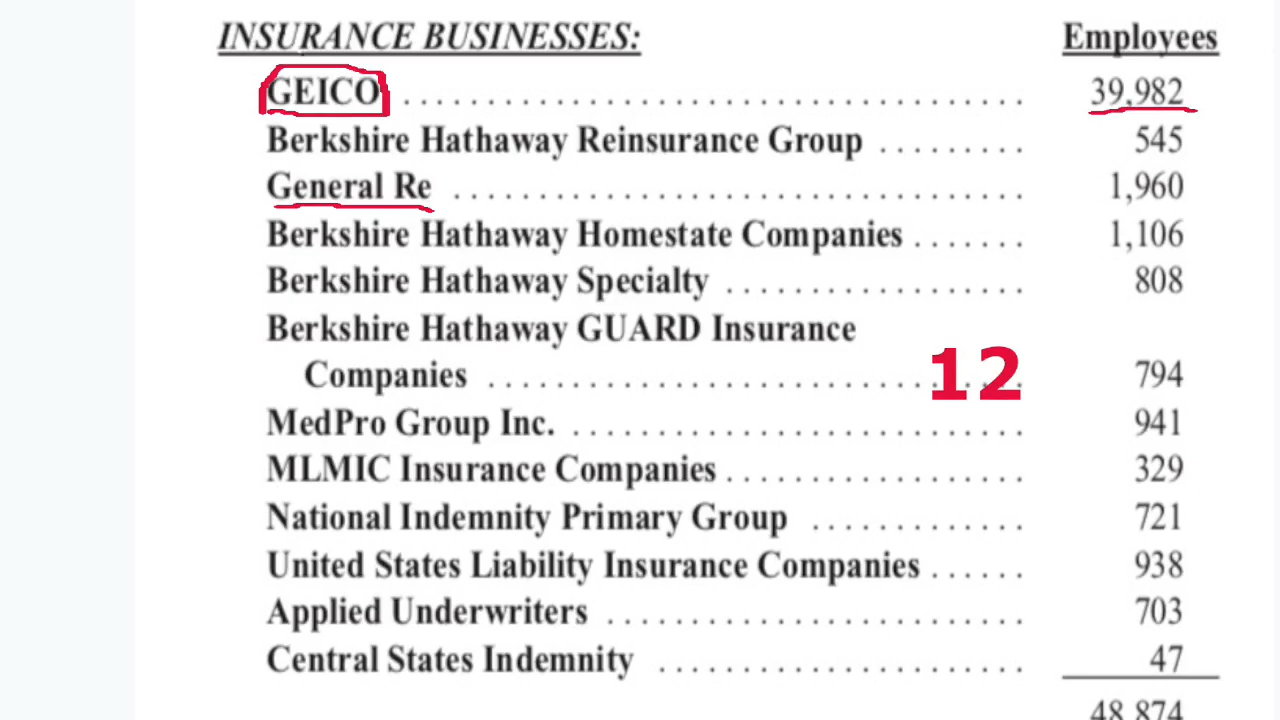 INSURANCE BUSINESSES: Employees
GEICO ........................................ 39,982
Berkshire Hathaway Reinsurance Group ......... 545
General Re ................................... 1,960
Berkshire Hathaway Homestate Companies ....... 1,106
Berkshire Hathaway Specialty .................. 808
Berkshire Hathaway GUARD Insurance
Companies ............................ 12 794
MedPro Group Inc. ............................ 941
MLMIC Insurance Companies .................. 329
National Indemnity Primary Group ............. 721
United States Liability Insurance Companies ...... 938
Applied Underwriters ......................... 703
Central States Indemnity ...................... 47
48,874